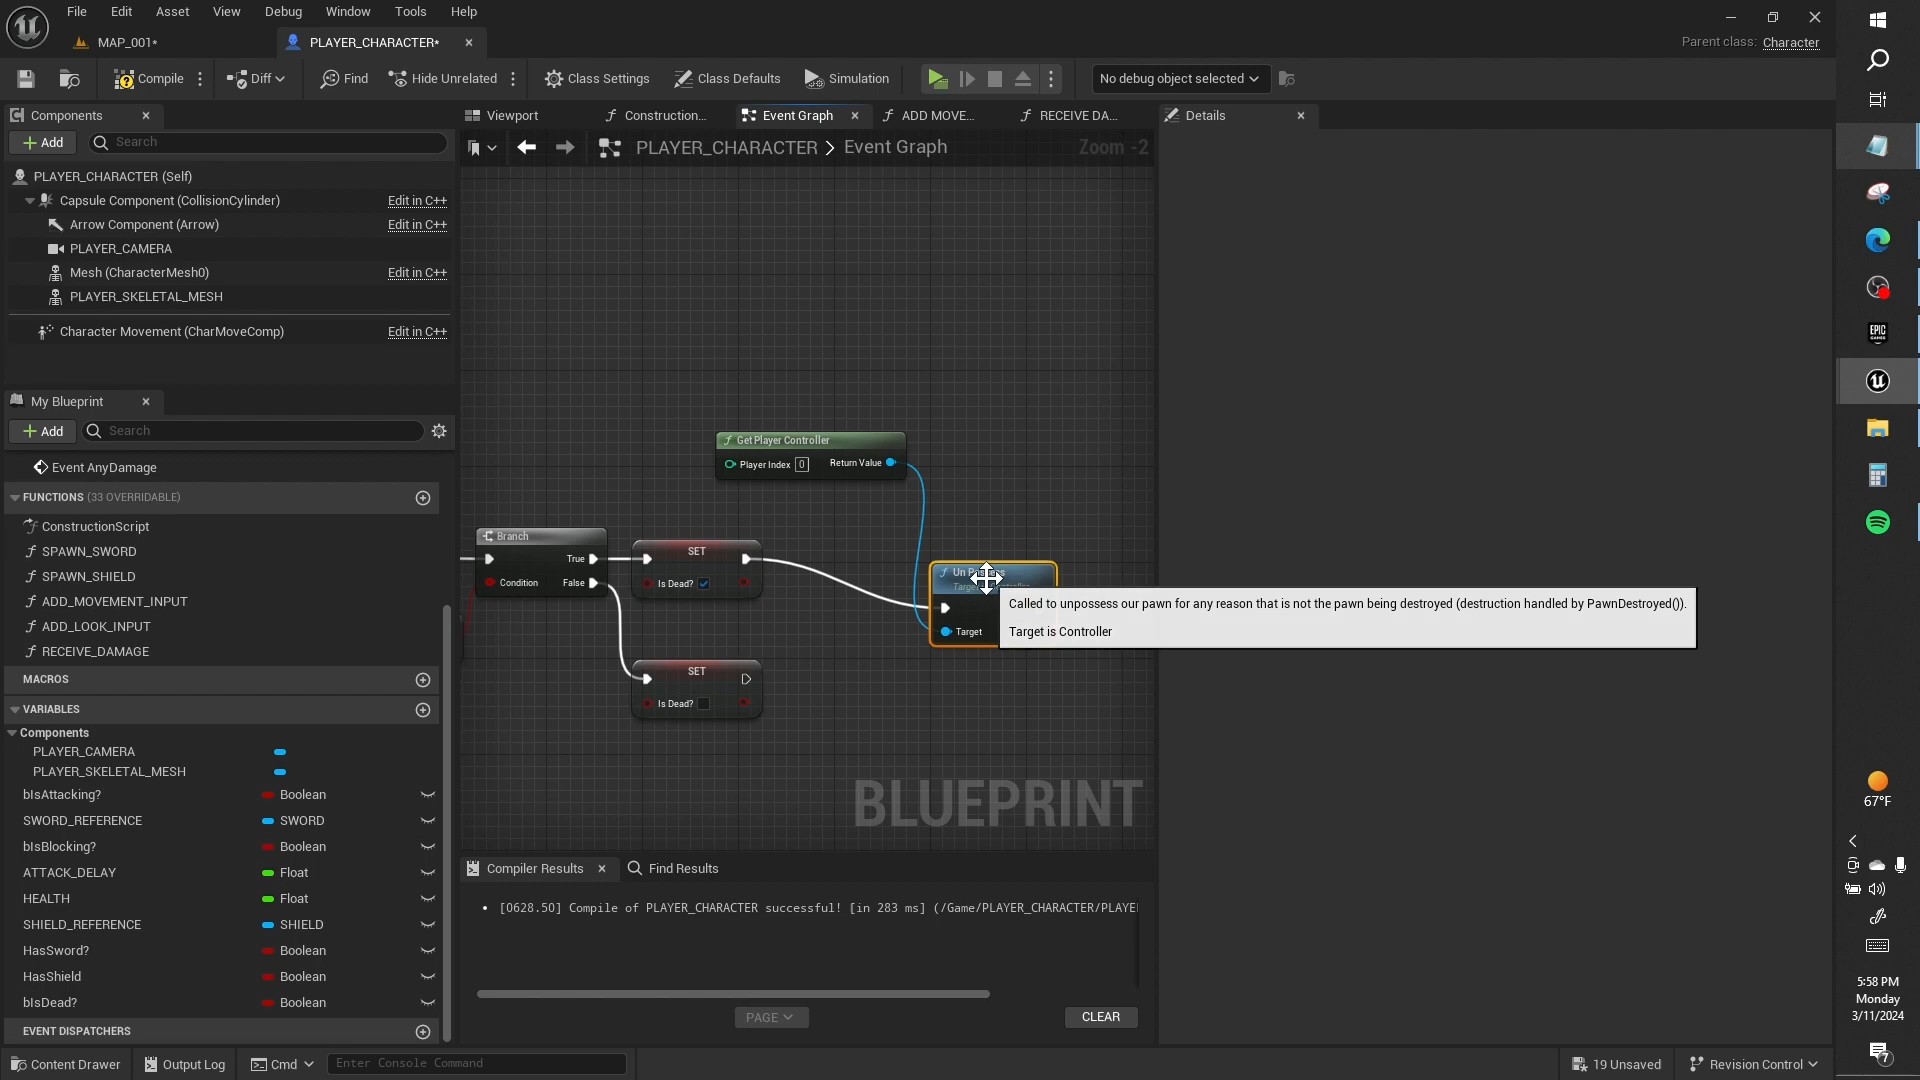 File Edit Asset View Debug Window Tools Help
MAP_001*
PLAYER_CHARACTER*
Parent class: Character
Compile
Diff
Find
Hide Unrelated
Class Settings
Class Defaults
Simulation
No debug object selected
Components
Add
Search
PLAYER_CHARACTER (Self)
Capsule Component (CollisionCylinder) Edit in C++
Arrow Component (Arrow) Edit in C++
PLAYER_CAMERA
Mesh (CharacterMesh0) Edit in C++
PLAYER_SKELETAL_MESH
Character Movement (CharMoveComp) Edit in C++
My Blueprint
Add
Search
Event AnyDamage
FUNCTIONS (33 OVERRIDABLE)
ConstructionScript
SPAWN_SWORD
SPAWN_SHIELD
ADD_MOVEMENT_INPUT
ADD_LOOK_INPUT
RECEIVE_DAMAGE
MACROS
VARIABLES
Components
PLAYER_CAMERA
PLAYER_SKELETAL_MESH
bIsAttacking? Boolean
SWORD_REFERENCE SWORD
bIsBlocking? Boolean
ATTACK_DELAY Float
HEALTH Float
SHIELD_REFERENCE SHIELD
HasSword? Boolean
HasShield Boolean
bIsDead? Boolean
EVENT DISPATCHERS
Viewport
Construction...
Event Graph
ADD MOVE...
RECEIVE DA...
PLAYER_CHARACTER > Event Graph
Zoom -2
Get Player Controller
Player Index 0 Return Value
Branch
True
Condition False
SET
Is Dead?
SET
Is Dead?
Target
Called to unpossess our pawn for any reason that is not the pawn being destroyed (destruction handled by PawnDestroyed()).
Target is Controller
BLUEPRINT
Compiler Results
Find Results
[0628.50] Compile of PLAYER_CHARACTER successful! [in 283 ms] (/Game/PLAYER_CHARACTER/PLAYE
PAGE
CLEAR
Details
Content Drawer
Output Log
Cmd
Enter Console Command
19 Unsaved
Revision Control
EPIC
GAMES
67°F
5:58 PM
Monday
3/11/2024
7